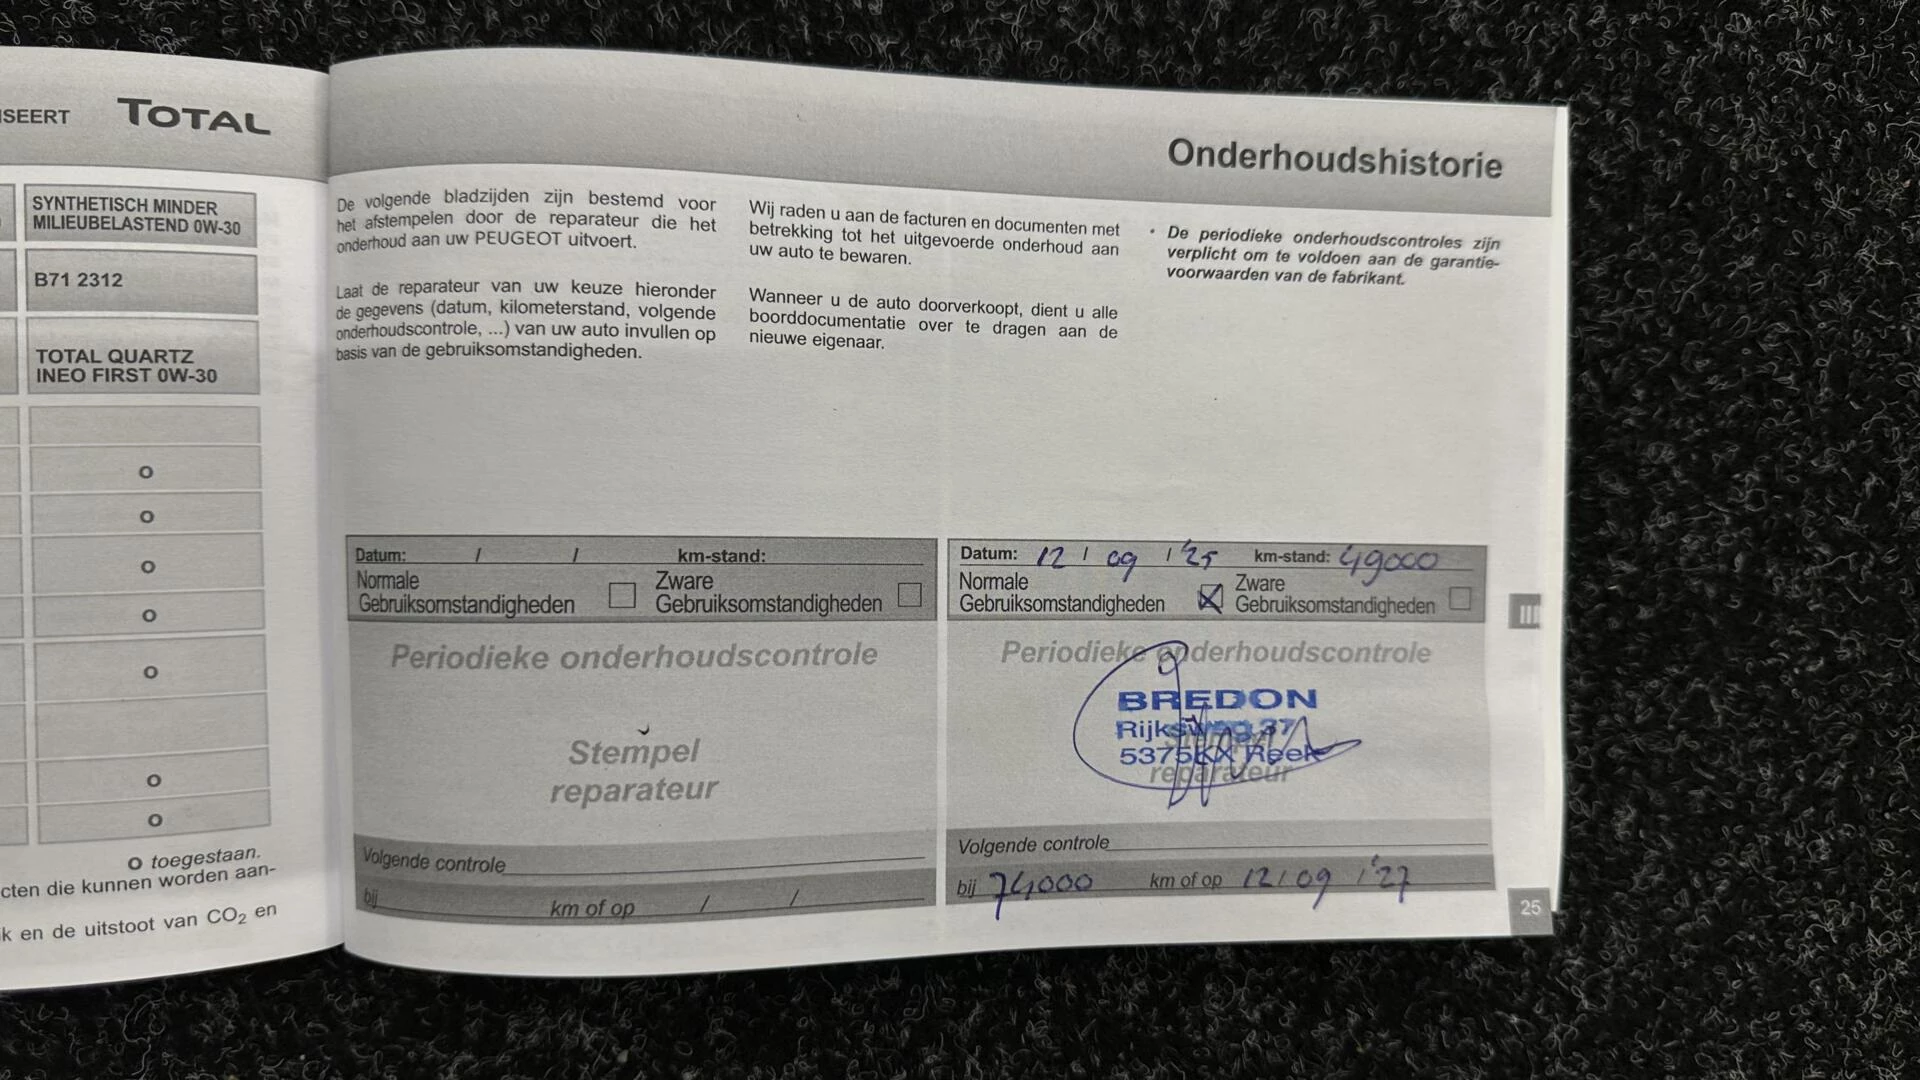 ISEERT TOTAL
SYNTHETISCH MINDER
MILIEUBELASTEND 0W-30
B71 2312
TOTAL QUARTZ
INEO FIRST 0W-30
o
o
o
o
o
o
o
o toegestaan.
cten die kunnen worden aan-
k en de uitstoot van CO2 en
Onderhoudshistorie
De volgende bladzijden zijn bestemd voor
het afstempelen door de reparateur die het
onderhoud aan uw PEUGEOT uitvoert.
Laat de reparateur van uw keuze hieronder
de gegevens (datum, kilometerstand, volgende
onderhoudscontrole, ...) van uw auto invullen op
basis van de gebruiksomstandigheden.
Wij raden u aan de facturen en documenten met
betrekking tot het uitgevoerde onderhoud aan
uw auto te bewaren.
Wanneer u de auto doorverkoopt, dient u alle
boorddocumentatie over te dragen aan de
nieuwe eigenaar.
• De periodieke onderhoudscontroles zijn
verplicht om te voldoen aan de garantie-
voorwaarden van de fabrikant.
Datum: / / km-stand:
Normale
Gebruiksomstandigheden
Zware
Gebruiksomstandigheden
Periodieke onderhoudscontrole
Stempel
reparateur
Volgende controle
bij km of op / /
Datum: 12 / 09 / '25 km-stand: 49000
Normale
Gebruiksomstandigheden
Zware
Gebruiksomstandigheden
Periodieke onderhoudscontrole
BREDON
Rijksweg 37
5375KX Reek
reparateur
Volgende controle
bij 74000 km of op 12 / 09 / '27
III
25